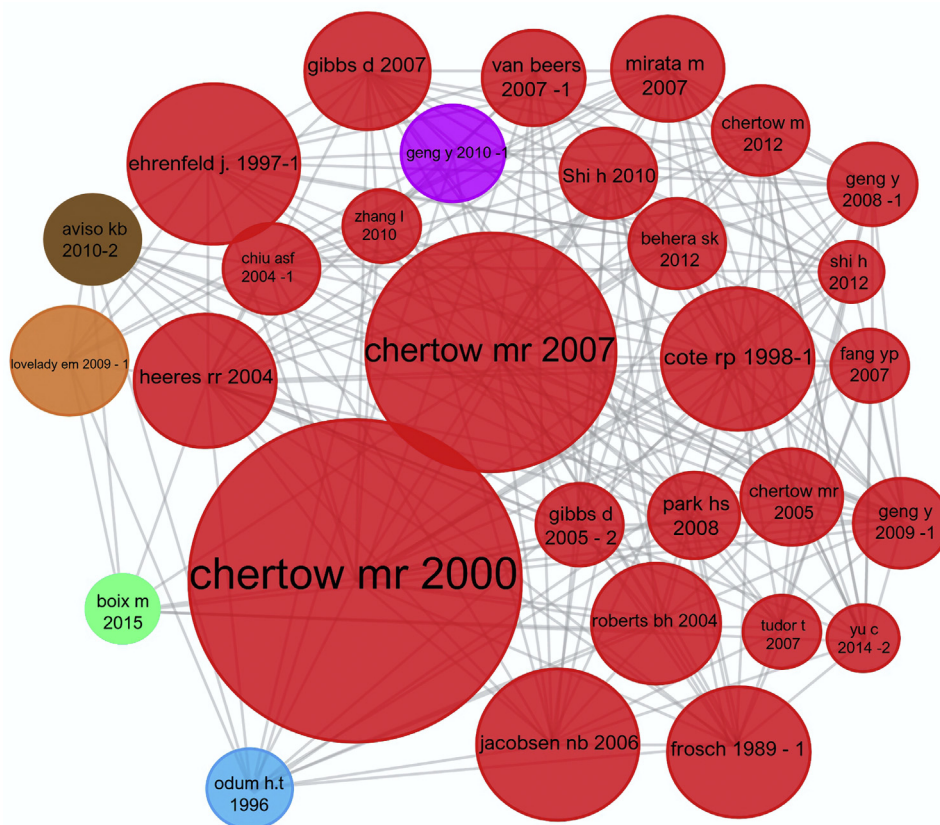 gibbs d 2007
van beers
2007 -1
mirata m
2007
chertow m
2012
ehrenfeld j. 1997-1
geng y 2010 -1
Shi h 2010
geng y
2008 -1
aviso kb
2010-2
zhang l
2010
behera sk
2012
chiu asf
2004 -1
shi h
2012
lovelady em 2009 - 1
heeres rr 2004
chertow mr 2007
cote rp 1998-1
fang yp
2007
gibbs d
2005 - 2
park hs
2008
chertow mr
2005
geng y
2009 -1
chertow mr 2000
boix m
2015
roberts bh 2004
tudor t
2007
yu c
2014 -2
jacobsen nb 2006
frosch 1989 - 1
odum h.t
1996